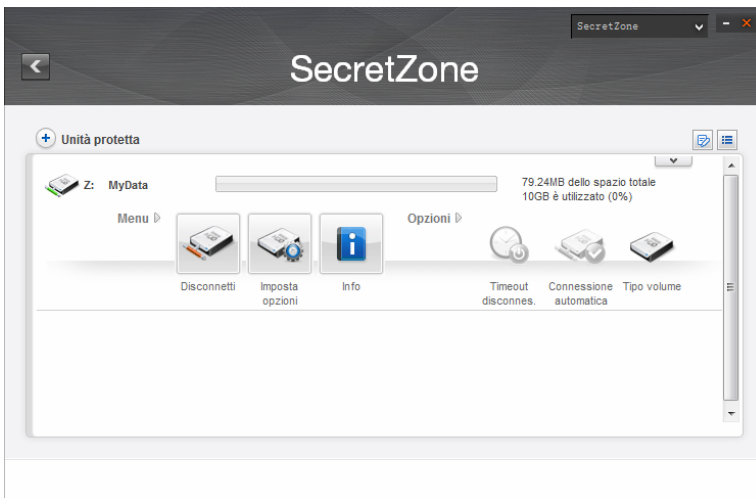 SecretZone
SecretZone
Unità protetta
Z: MyData
79.24MB dello spazio totale
10GB è utilizzato (0%)
Menu
Opzioni
Disconnetti
Imposta
opzioni
Info
Timeout
disconnes.
Connessione
automatica
Tipo volume